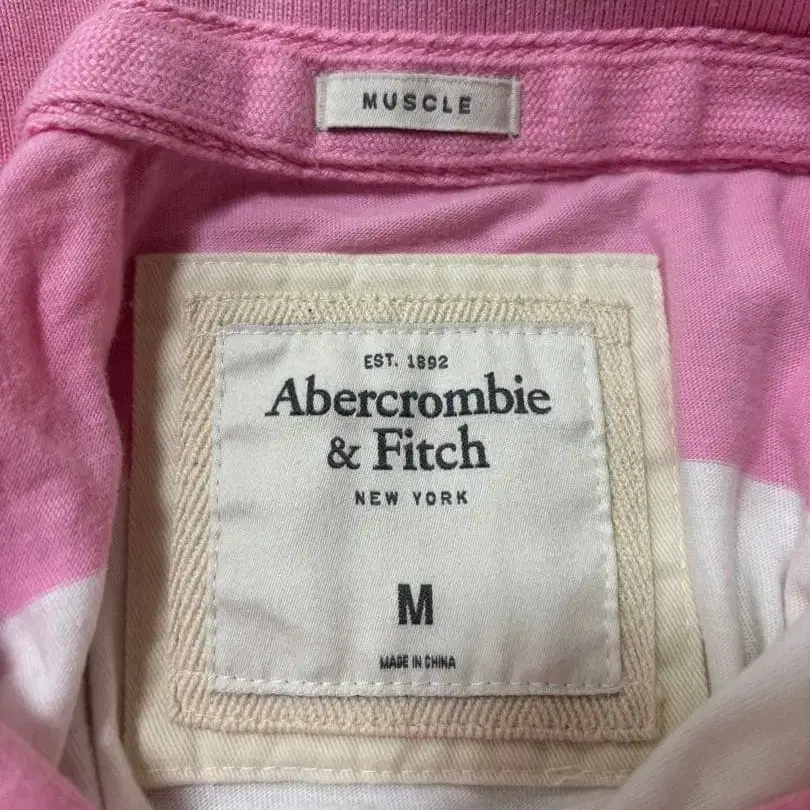 MUSCLE
EST. 1892
Abercrombie
& Fitch
NEW YORK
M
MADE IN CHINA